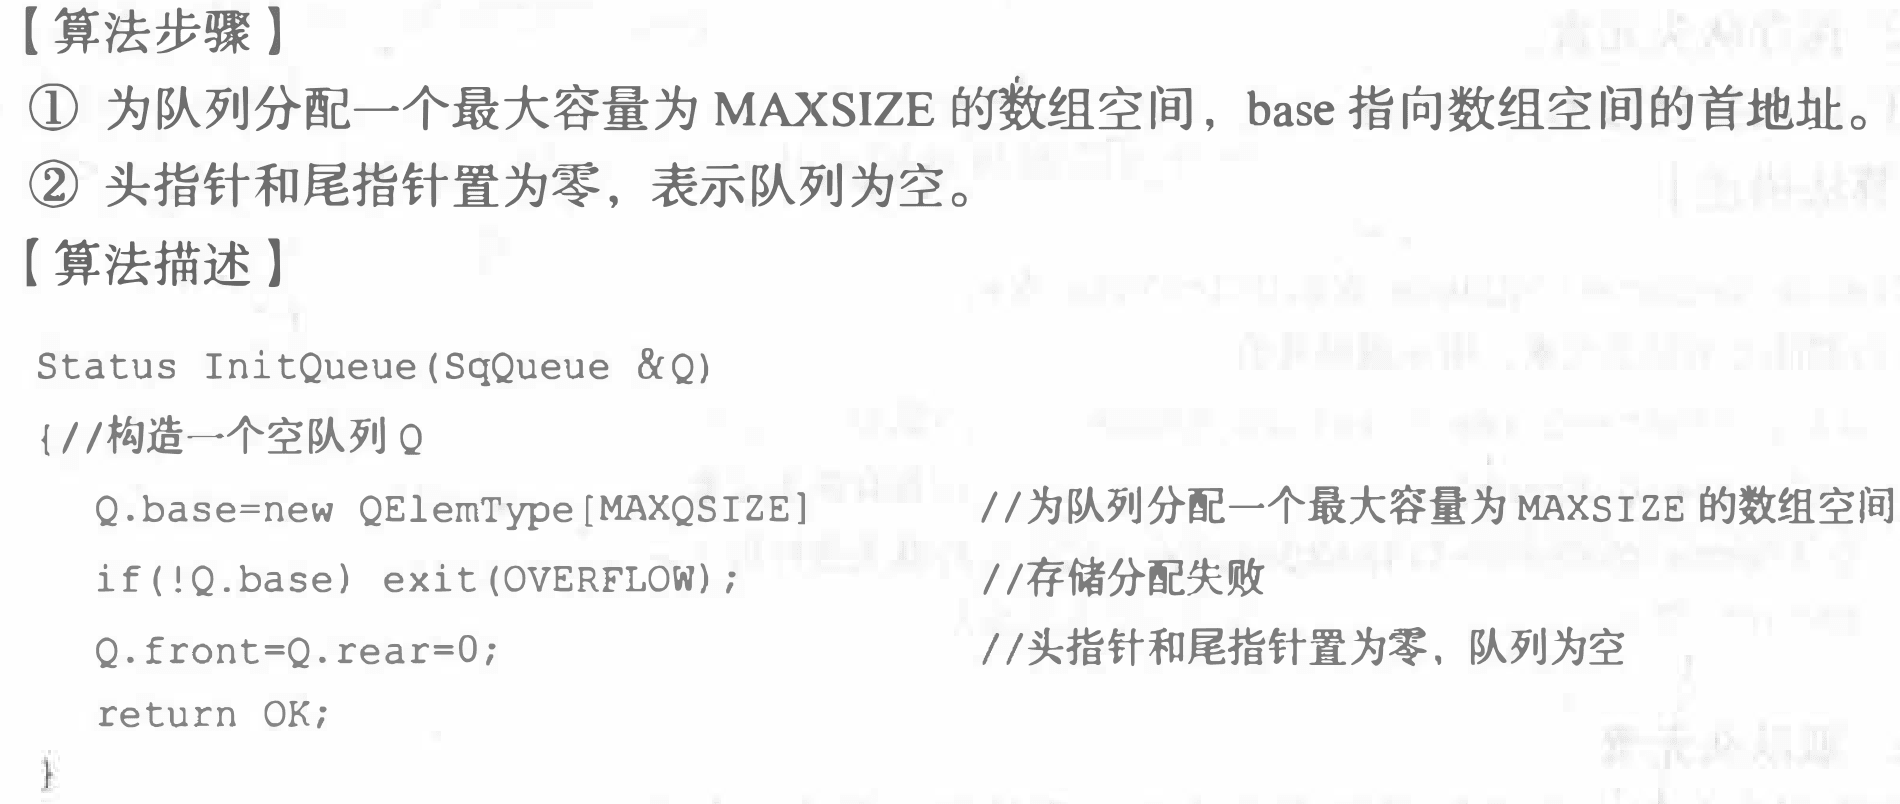 【算法步骤】
① 为队列分配一个最大容量为 MAXSIZE 的数组空间，base 指向数组空间的首地址。
② 头指针和尾指针置为零，表示队列为空。
【算法描述】
Status InitQueue(SqQueue &Q)
{//构造一个空队列 Q
Q.base=new QElemType[MAXQSIZE] //为队列分配一个最大容量为 MAXSIZE 的数组空间
if(!Q.base) exit(OVERFLOW); //存储分配失败
Q.front=Q.rear=0; //头指针和尾指针置为零，队列为空
return OK;
}